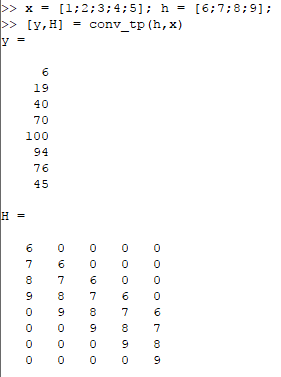 >> x = [1;2;3;4;5]; h = [6;7;8;9];
>> [y,H] = conv_tp(h,x)
y =
6
19
40
70
100
94
76
45
H =
6 0 0 0 0
7 6 0 0 0
8 7 6 0 0
9 8 7 6 0
0 9 8 7 6
0 0 9 8 7
0 0 0 9 8
0 0 0 0 9